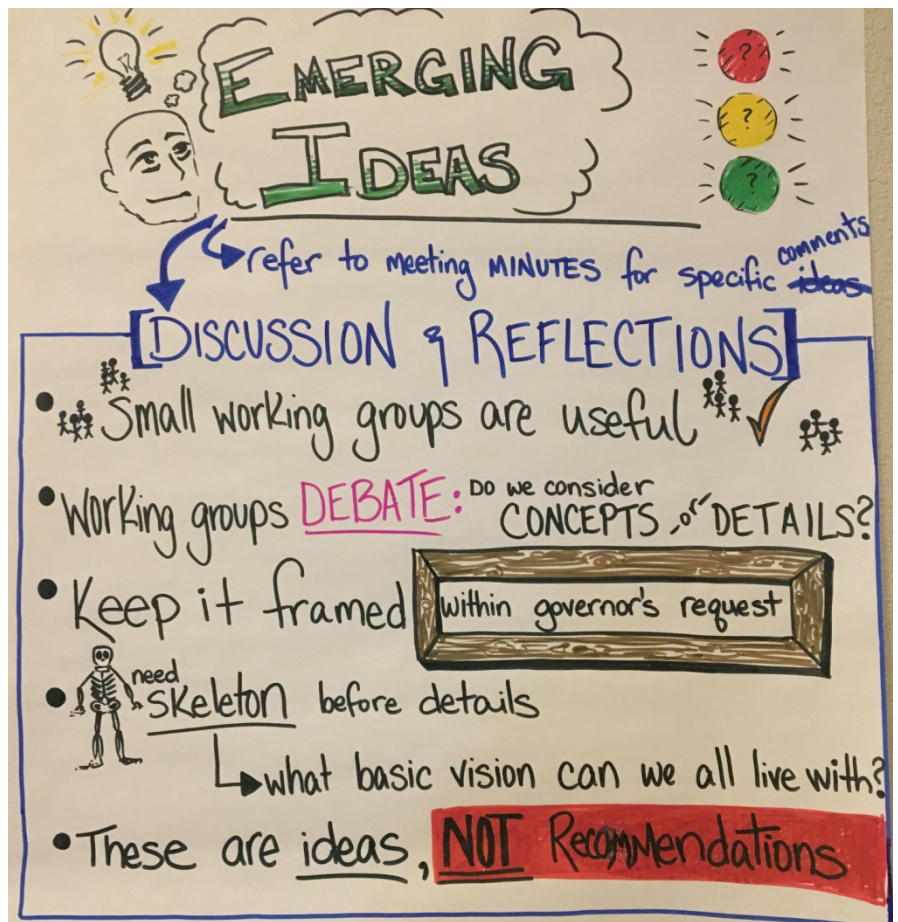 EMERGING
IDEAS
?
?
?
refer to meeting MINUTES for specific ideas comments
[DISCUSSION & REFLECTIONS]
• Small working groups are useful
• Working groups DEBATE: Do we consider
CONCEPTS or DETAILS?
• Keep it framed within governor's request
• need skeleton before details
what basic vision can we all live with?
• These are ideas, NOT Recommendations